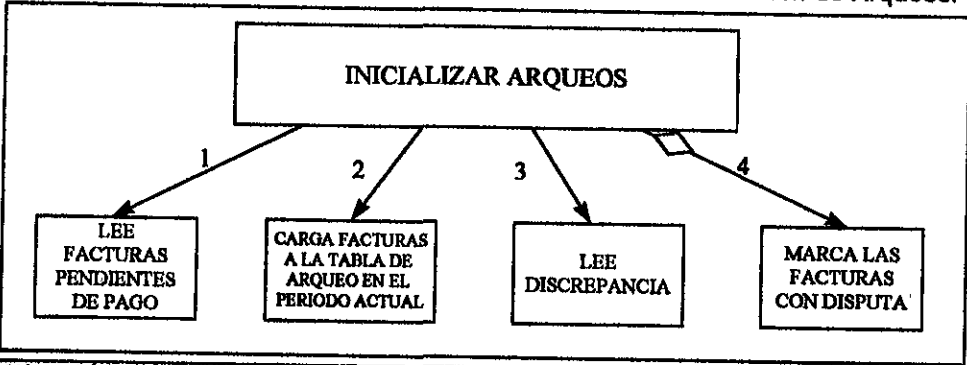 Arqueos.
INICIALIZAR ARQUEOS
1
2
3
4
LEE
FACTURAS
PENDIENTES
DE PAGO
CARGA FACTURAS
A LA TABLA DE
ARQUEO EN EL
PERIODO ACTUAL
LEE
DISCREPANCIA
MARCA LAS
FACTURAS
CON DISPUTA